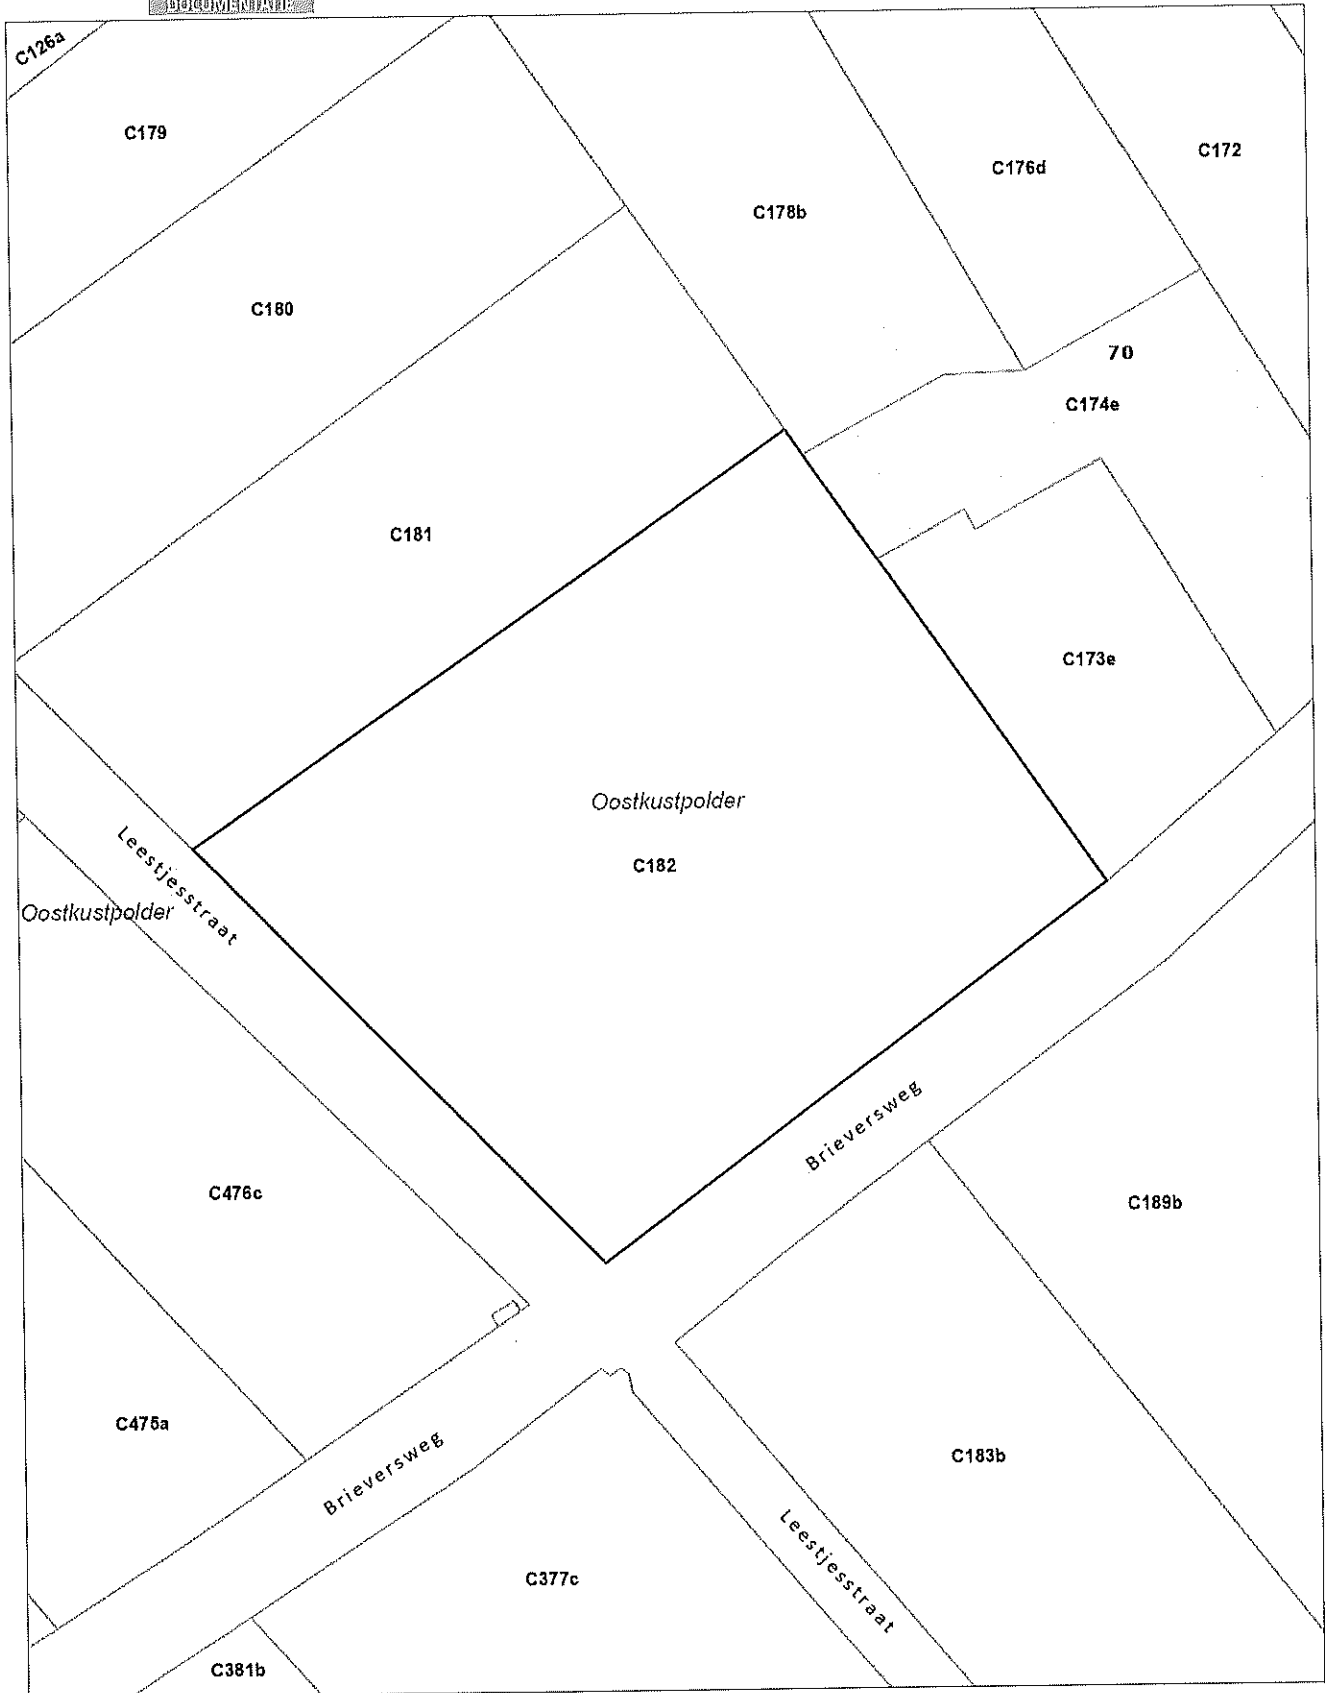 DOCUMENTATIE
C126a
C179
C172
C176d
C178b
C180
70
C174e
C181
C173e
Oostkustpolder
C182
Leestjesstraat
Oostkustpolder
Brieversweg
C476c
C189b
C475a
C183b
Brieversweg
Leestjesstraat
C377c
C381b